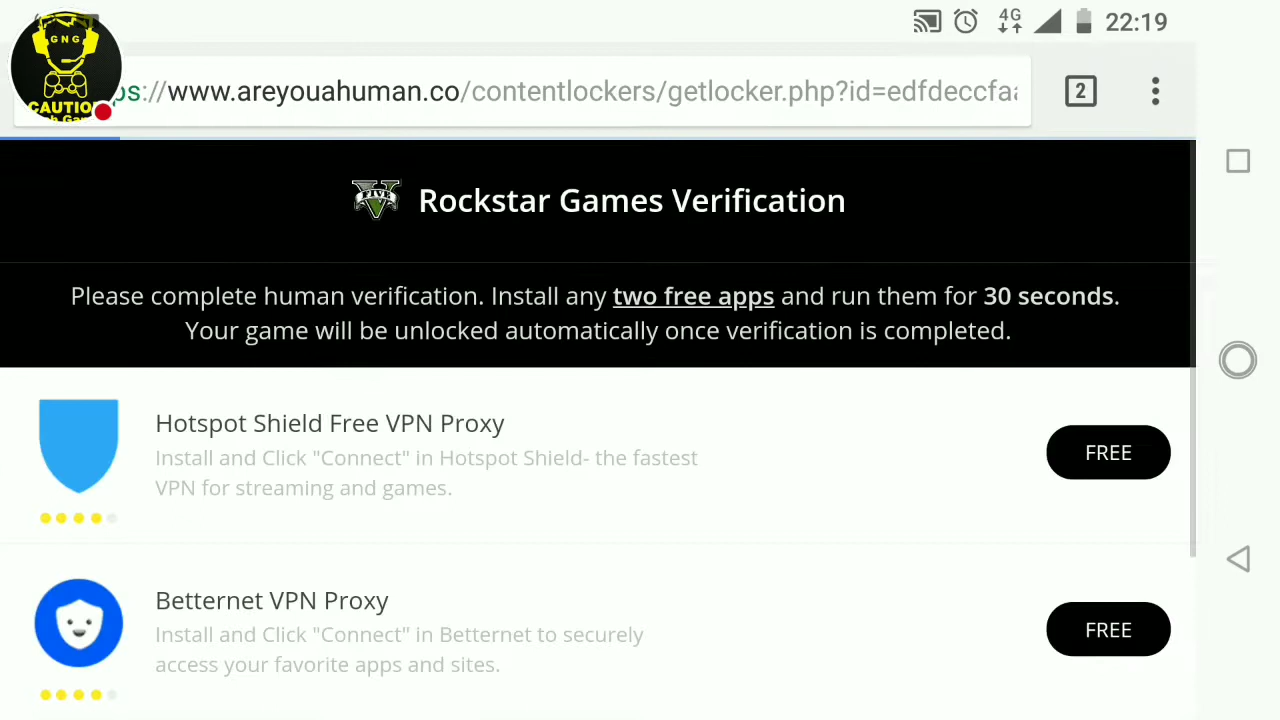 GNG
4G
22:19
CAUTIO
ps://www.areyouahuman.co/contentlockers/getlocker.php?id=edfdeccfaa
2
FIVE
Rockstar Games Verification
Please complete human verification. Install any two free apps and run them for 30 seconds.
Your game will be unlocked automatically once verification is completed.
Hotspot Shield Free VPN Proxy
Install and Click "Connect" in Hotspot Shield- the fastest
VPN for streaming and games.
FREE
Betternet VPN Proxy
Install and Click "Connect" in Betternet to securely
access your favorite apps and sites.
FREE